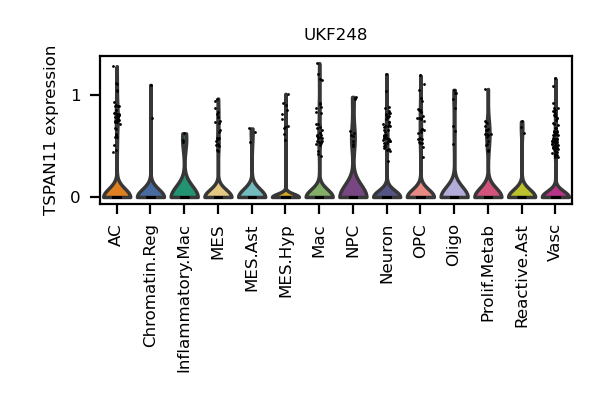 UKF248
TSPAN11 expression
1
0
AC
Chromatin.Reg
Inflammatory.Mac
MES
MES.Ast
MES.Hyp
Mac
NPC
Neuron
OPC
Oligo
Prolif.Metab
Reactive.Ast
Vasc